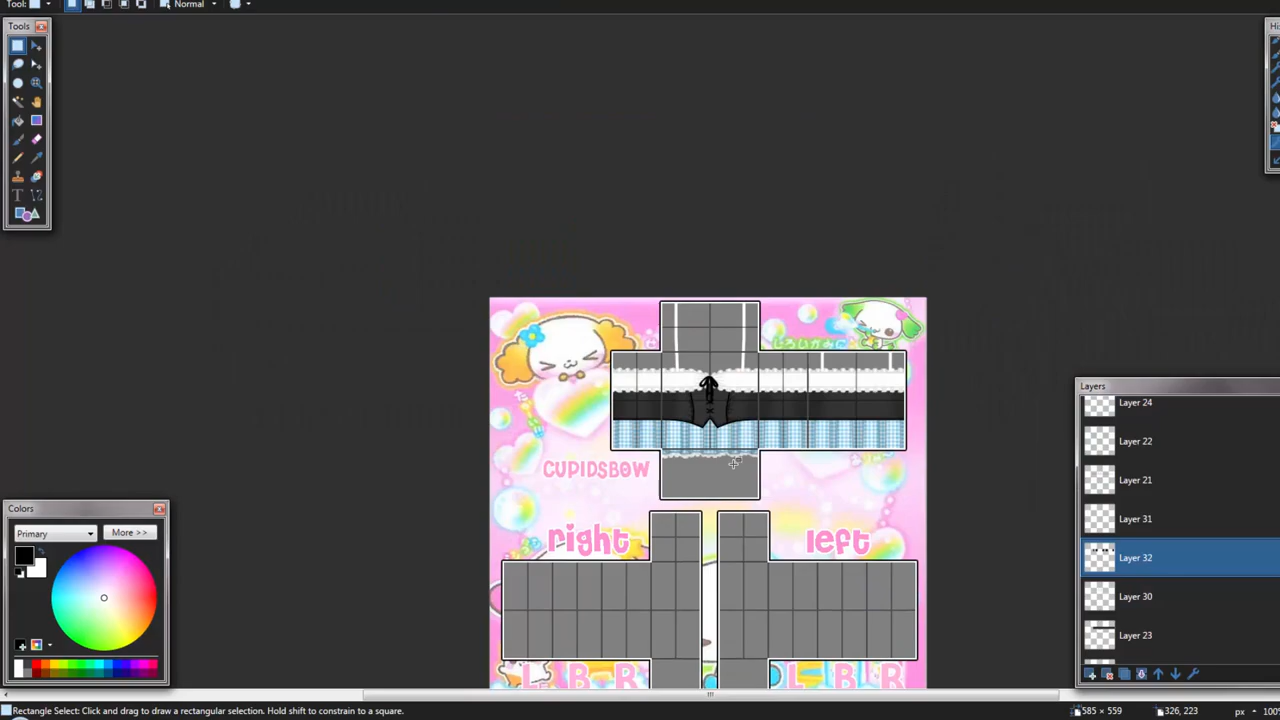 Tool:
Normal
Tools
Layers
Layer 24
Layer 22
Layer 21
Layer 31
Layer 32
Layer 30
Layer 23
CUPIDSBOW
right
left
L B R
L B R
Colors
Primary
More >>
Rectangle Select: Click and drag to draw a rectangular selection. Hold shift to constrain to a square.
585 × 559
326, 223
px
100%